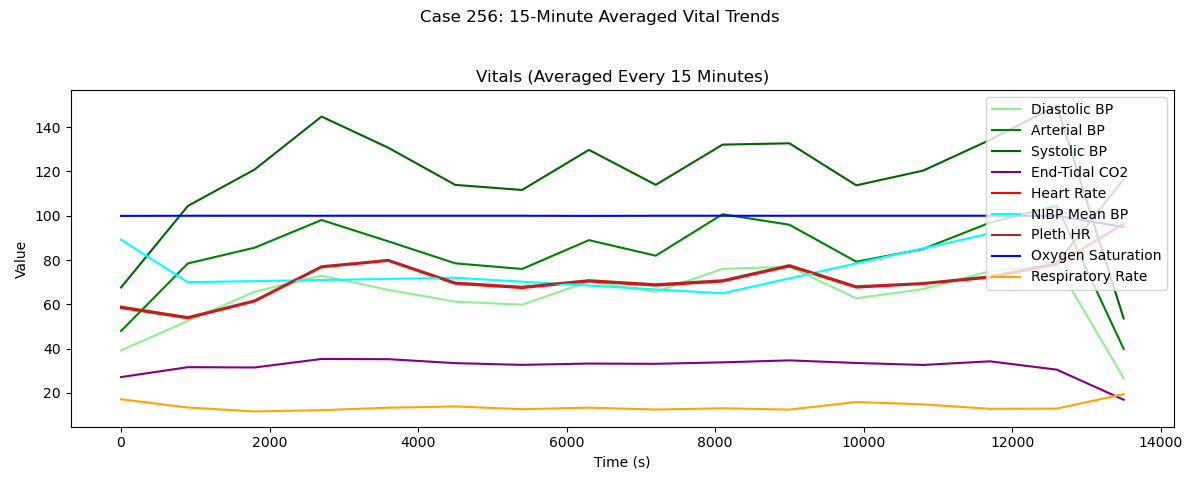 Case 256: 15-Minute Averaged Vital Trends
Vitals (Averaged Every 15 Minutes)
Value
140
120
100
80
60
40
20
Diastolic BP
Arterial BP
Systolic BP
End-Tidal CO2
Heart Rate
NIBP Mean BP
Pleth HR
Oxygen Saturation
Respiratory Rate
0 2000 4000 6000 8000 10000 12000 14000
Time (s)